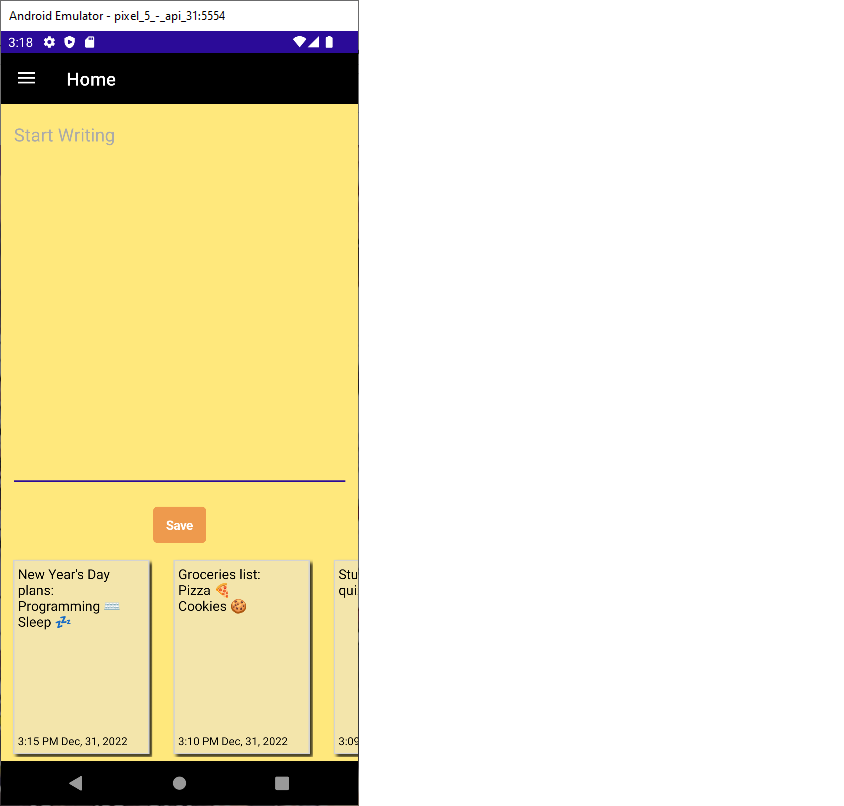 Android Emulator - pixel_5_-_api_31:5554
3:18
Home
Start Writing
Save
New Year's Day
plans:
Programming ⌨️
Sleep 💤
3:15 PM Dec, 31, 2022
Groceries list:
Pizza 🍕
Cookies 🍪
3:10 PM Dec, 31, 2022
Stu
qui
3:09